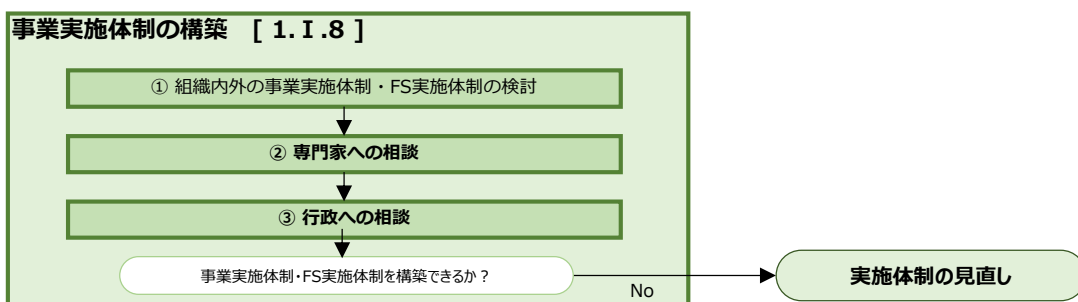 事業実施体制の構築 [ 1.Ⅰ.8 ]
① 組織内外の事業実施体制・FS実施体制の検討
② 専門家への相談
③ 行政への相談
事業実施体制・FS実施体制を構築できるか？
No
実施体制の見直し